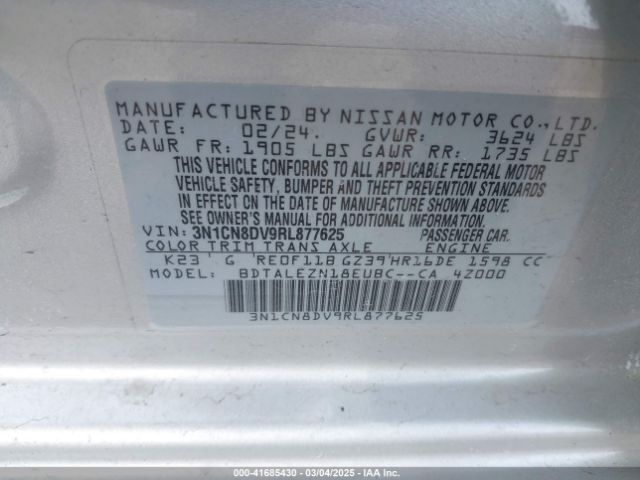 MANUFACTURED BY NISSAN MOTOR CO., LTD.
DATE: 02/24. GVWR: 3624 LBS
GAWR FR: 1905 LBS GAWR RR: 1735 LBS
THIS VEHICLE CONFORMS TO ALL APPLICABLE FEDERAL MOTOR
VEHICLE SAFETY, BUMPER AND THEFT PREVENTION STANDARDS
IN EFFECT ON THE DATE OF MANUFACTURE SHOWN ABOVE.
SEE OWNER'S MANUAL FOR ADDITIONAL INFORMATION.
VIN: 3N1CN8DV9RL877625 PASSENGER CAR.
COLOR TRIM TRANS AXLE ENGINE
K23 G RE0F11B GZ39 HR16DE 1598 CC
MODEL: BDTALEZN18EUBC--CA 4Z000
3N1CN8DV9RL877625
000-41685430 - 03/04/2025 - IAA Inc.